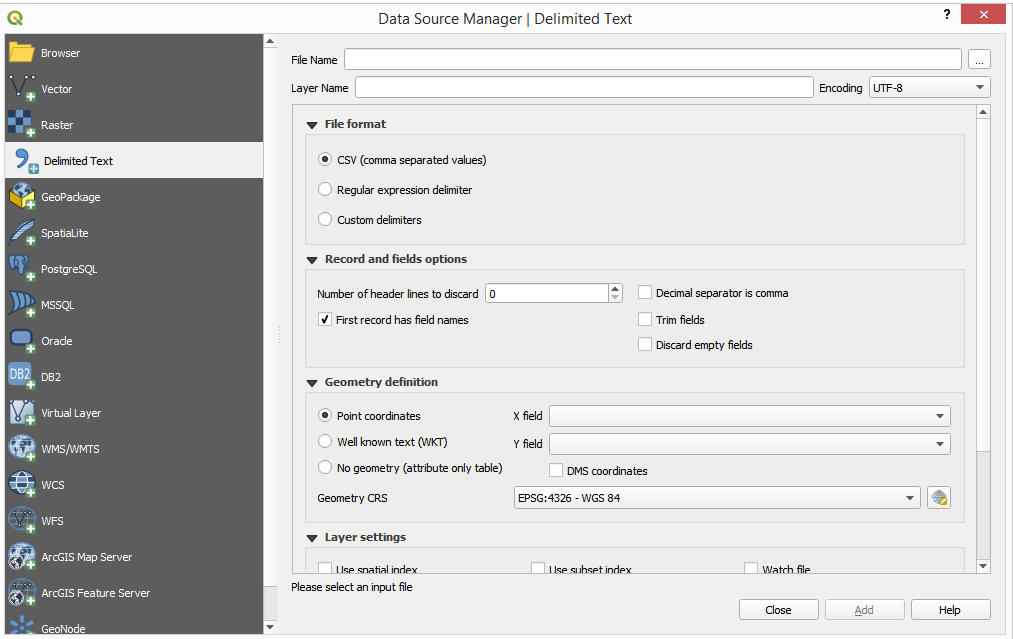 Data Source Manager | Delimited Text
?
Browser
Vector
Raster
Delimited Text
GeoPackage
SpatiaLite
PostgreSQL
MSSQL
Oracle
DB2
DB2
Virtual Layer
WMS/WMTS
WCS
WFS
ArcGIS Map Server
ArcGIS Feature Server
GeoNode
File Name
...
Layer Name
Encoding UTF-8
File format
CSV (comma separated values)
Regular expression delimiter
Custom delimiters
Record and fields options
Number of header lines to discard 0
Decimal separator is comma
First record has field names
Trim fields
Discard empty fields
Geometry definition
Point coordinates
X field
Well known text (WKT)
Y field
No geometry (attribute only table)
DMS coordinates
Geometry CRS
EPSG:4326 - WGS 84
Layer settings
Use spatial index
Use subset index
Watch file
Please select an input file
Close
Add
Help